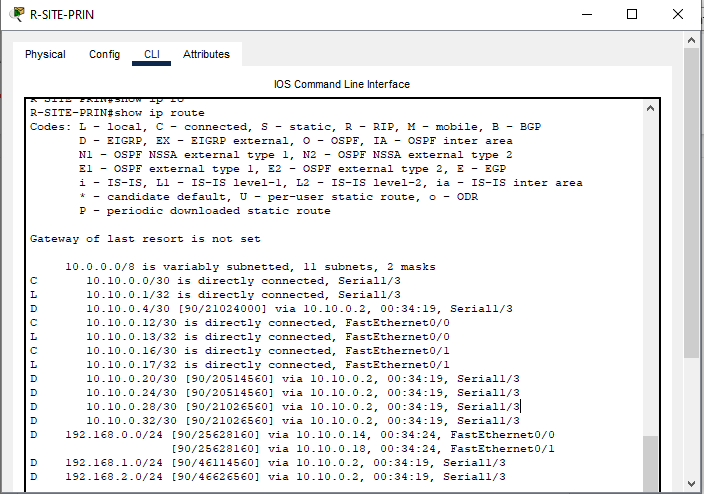 R-SITE-PRIN
Physical Config CLI Attributes
IOS Command Line Interface
R-SITE-PRIN#show ip ro
R-SITE-PRIN#show ip route
Codes: L - local, C - connected, S - static, R - RIP, M - mobile, B - BGP
D - EIGRP, EX - EIGRP external, O - OSPF, IA - OSPF inter area
N1 - OSPF NSSA external type 1, N2 - OSPF NSSA external type 2
E1 - OSPF external type 1, E2 - OSPF external type 2, E - EGP
i - IS-IS, L1 - IS-IS level-1, L2 - IS-IS level-2, ia - IS-IS inter area
* - candidate default, U - per-user static route, o - ODR
P - periodic downloaded static route
Gateway of last resort is not set
10.0.0.0/8 is variably subnetted, 11 subnets, 2 masks
C 10.10.0.0/30 is directly connected, Serial1/3
L 10.10.0.1/32 is directly connected, Serial1/3
D 10.10.0.4/30 [90/21024000] via 10.10.0.2, 00:34:19, Serial1/3
C 10.10.0.12/30 is directly connected, FastEthernet0/0
L 10.10.0.13/32 is directly connected, FastEthernet0/0
C 10.10.0.16/30 is directly connected, FastEthernet0/1
L 10.10.0.17/32 is directly connected, FastEthernet0/1
D 10.10.0.20/30 [90/20514560] via 10.10.0.2, 00:34:19, Serial1/3
D 10.10.0.24/30 [90/20514560] via 10.10.0.2, 00:34:19, Serial1/3
D 10.10.0.28/30 [90/21026560] via 10.10.0.2, 00:34:19, Serial1/3
D 10.10.0.32/30 [90/21026560] via 10.10.0.2, 00:34:19, Serial1/3
D 192.168.0.0/24 [90/25628160] via 10.10.0.14, 00:34:24, FastEthernet0/0
[90/25628160] via 10.10.0.18, 00:34:24, FastEthernet0/1
D 192.168.1.0/24 [90/46114560] via 10.10.0.2, 00:34:19, Serial1/3
D 192.168.2.0/24 [90/46626560] via 10.10.0.2, 00:34:19, Serial1/3